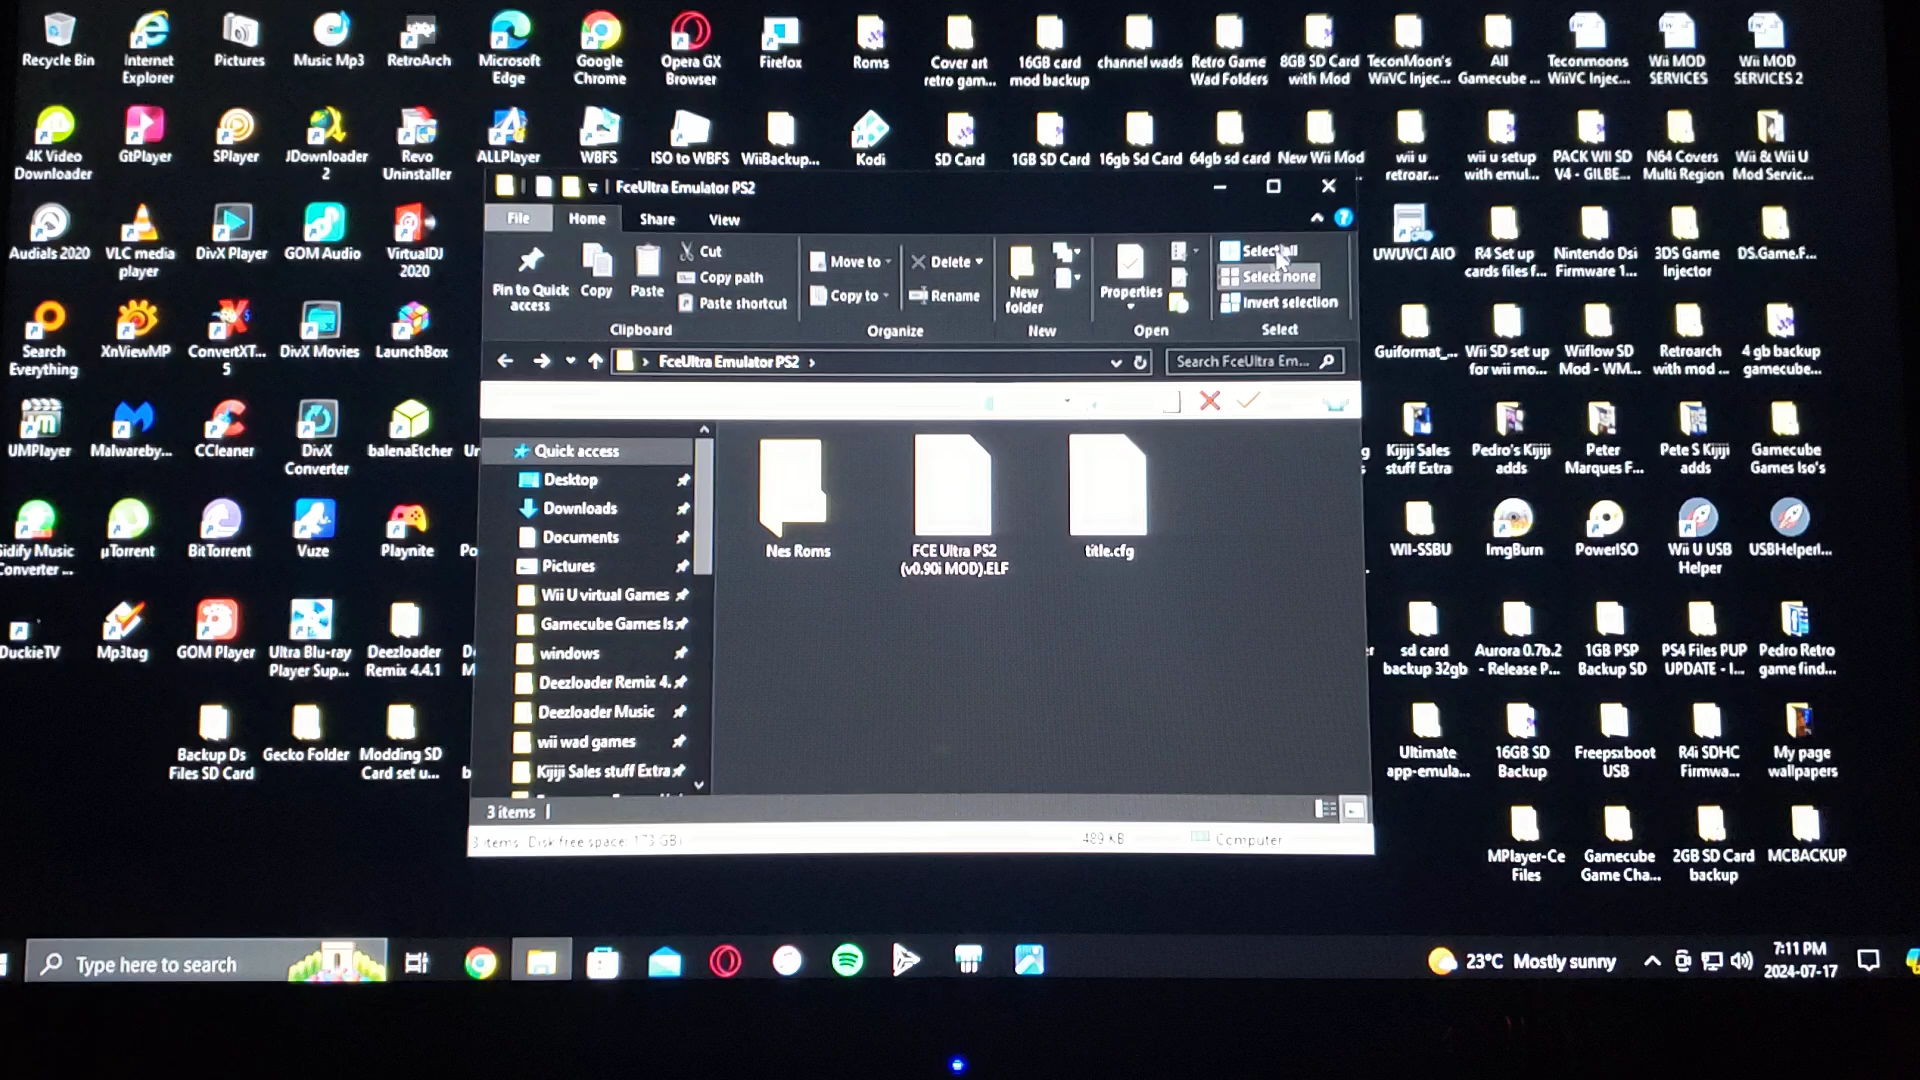 Recycle Bin
Internet
Explorer
Pictures
Music Mp3
RetroArch
Microsoft
Edge
Google
Chrome
Opera GX
Browser
Firefox
Roms
Cover art
retro gam...
16GB card
mod backup
channel wads
Retro Game
Wad Folders
8GB SD Card
with Mod
TeconMoon's
WiiVC Injec...
All
Gamecube ...
Teconmoons
WiiVC Injec...
Wii MOD
SERVICES
Wii MOD
SERVICES 2
4K Video
Downloader
GtPlayer
SPlayer
JDownloader
2
Revo
Uninstaller
ALLPlayer
WBFS
ISO to WBFS
WiiBackup...
Kodi
SD Card
1GB SD Card
16gb Sd Card
64gb sd card
New Wii Mod
wii u
retroar...
wii u setup
with emul...
PACK WII SD
V4 - GILBE...
N64 Covers
Multi Region
Wii & Wii U
Mod Servic...
FceUltra Emulator PS2
File
Home
Share
View
Pin to Quick
access
Copy
Paste
Cut
Copy path
Paste shortcut
Clipboard
Move to
Copy to
Delete
Rename
Organize
New
folder
New
Properties
Open
Select all
Select none
Invert selection
Select
FceUltra Emulator PS2
Search FceUltra Em...
Audials 2020
VLC media
player
DivX Player
GOM Audio
VirtualDJ
2020
UWUVCI AIO
R4 Set up
cards files f...
Nintendo Dsi
Firmware 1...
3DS Game
Injector
DS.Game.F...
Search
Everything
XnViewMP
ConvertXT...
5
DivX Movies
LaunchBox
Guiformat_...
Wii SD set up
for wii mo...
Wiiflow SD
Mod - WM...
Retroarch
with mod ...
4 gb backup
gamecube...
UMPlayer
Malwareby...
CCleaner
DivX
Converter
balenaEtcher
Ur
g
s
Kijiji Sales
stuff Extra
Pedro's Kijiji
adds
Peter
Marques F...
Pete S Kijiji
adds
Gamecube
Games Iso's
Quick access
Desktop
Downloads
Documents
Pictures
Wii U virtual Games
Gamecube Games Is
windows
Deezloader Remix 4.
Deezloader Music
wii wad games
Kijiji Sales stuff Extra
Nes Roms
FCE Ultra PS2
(v0.90i MOD).ELF
title.cfg
3 items
3 items Disk free space: 173 GB)
489 KB
Computer
Sidify Music
Converter ...
µTorrent
BitTorrent
Vuze
Playnite
Po
WII-SSBU
ImgBurn
PowerISO
Wii U USB
Helper
USBHelperI...
DuckieTV
Mp3tag
GOM Player
Ultra Blu-ray
Player Sup...
Deezloader
Remix 4.4.1
D
M
sd card
backup 32gb
Aurora 0.7b.2
- Release P...
1GB PSP
Backup SD
PS4 Files PUP
UPDATE - I...
Pedro Retro
game find...
Backup Ds
Files SD Card
Gecko Folder
Modding SD
Card set u...
b
Ultimate
app-emula...
16GB SD
Backup
Freepsxboot
USB
R4i SDHC
Firmwa...
My page
wallpapers
MPlayer-Ce
Files
Gamecube
Game Cha...
2GB SD Card
backup
MCBACKUP
Type here to search
23°C Mostly sunny
7:11 PM
2024-07-17